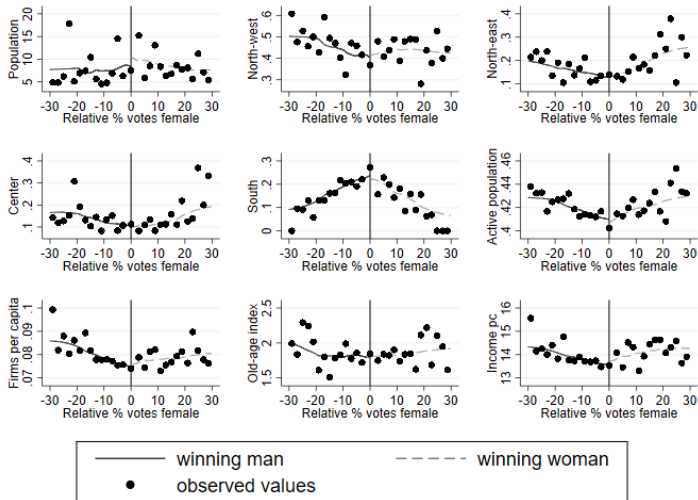 Population
5 10 15 20
-30 -20 -10 0 10 20 30
Relative % votes female
North-west
.3 .4 .5 .6
-30 -20 -10 0 10 20 30
Relative % votes female
North-east
.1 .2 .3 .4
-30 -20 -10 0 10 20 30
Relative % votes female
Center
.1 .2 .3 .4
-30 -20 -10 0 10 20 30
Relative % votes female
South
0 .1 .2 .3
-30 -20 -10 0 10 20 30
Relative % votes female
Active population
.4 .42 .44 .46
-30 -20 -10 0 10 20 30
Relative % votes female
Firms per capita
.07 .08 .09 .1
-30 -20 -10 0 10 20 30
Relative % votes female
Old-age index
1.5 2 2.5
-30 -20 -10 0 10 20 30
Relative % votes female
Income pc
13 14 15 16
-30 -20 -10 0 10 20 30
Relative % votes female
winning man winning woman
observed values